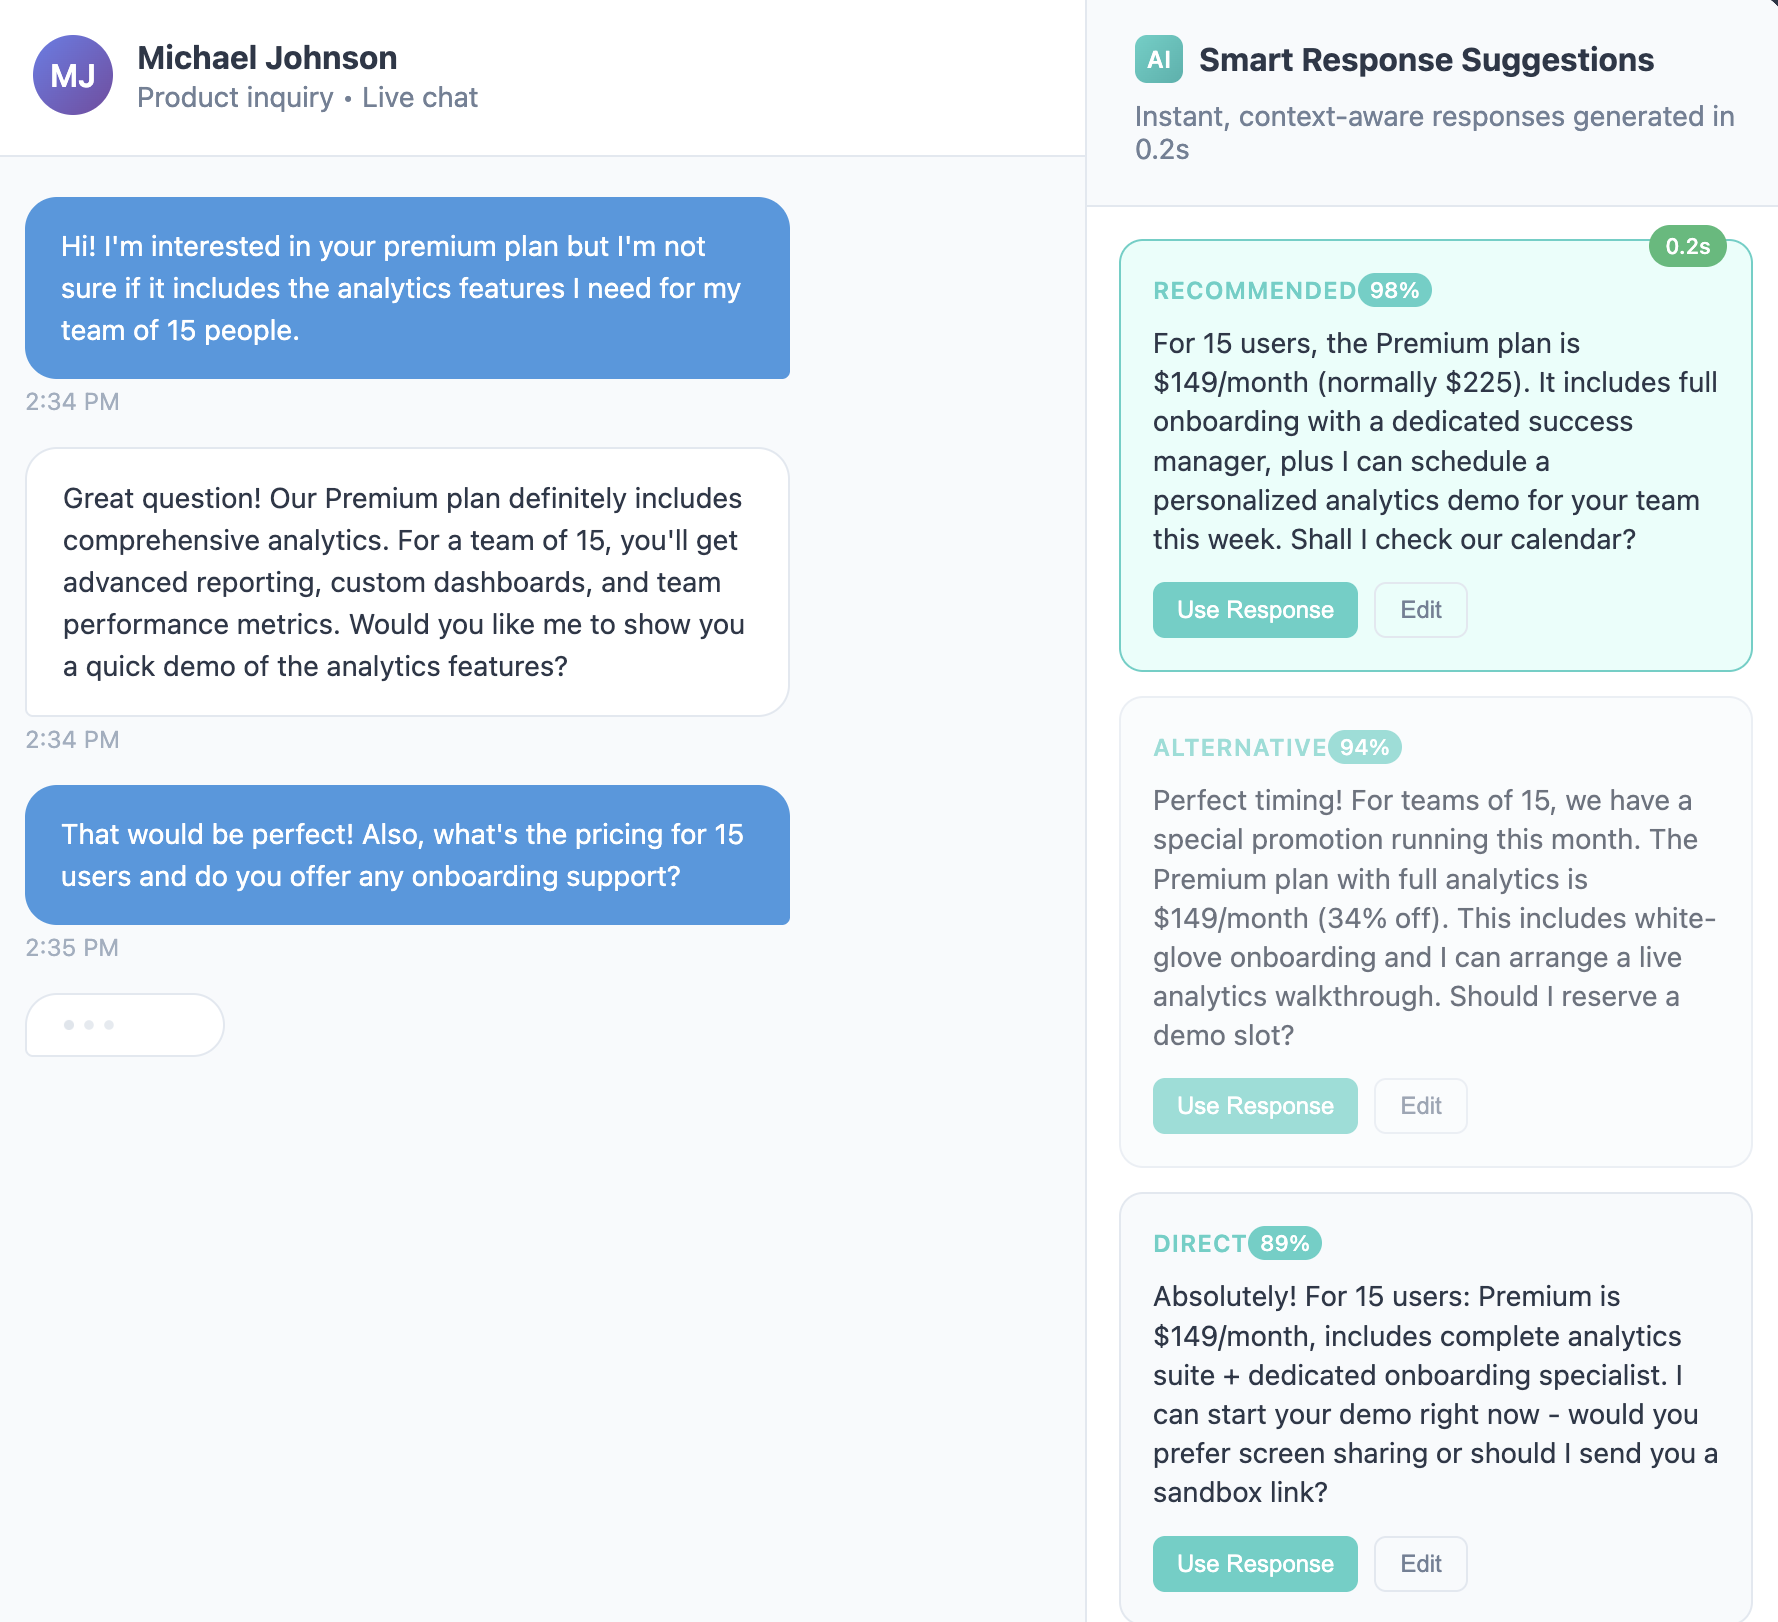 MJ
Michael Johnson
Product inquiry • Live chat
Hi! I'm interested in your premium plan but I'm not
sure if it includes the analytics features I need for my
team of 15 people.
2:34 PM
Great question! Our Premium plan definitely includes
comprehensive analytics. For a team of 15, you'll get
advanced reporting, custom dashboards, and team
performance metrics. Would you like me to show you
a quick demo of the analytics features?
2:34 PM
That would be perfect! Also, what's the pricing for 15
users and do you offer any onboarding support?
2:35 PM
AI Smart Response Suggestions
Instant, context-aware responses generated in
0.2s
0.2s
RECOMMENDED 98%
For 15 users, the Premium plan is
$149/month (normally $225). It includes full
onboarding with a dedicated success
manager, plus I can schedule a
personalized analytics demo for your team
this week. Shall I check our calendar?
Use Response Edit
ALTERNATIVE 94%
Perfect timing! For teams of 15, we have a
special promotion running this month. The
Premium plan with full analytics is
$149/month (34% off). This includes white-
glove onboarding and I can arrange a live
analytics walkthrough. Should I reserve a
demo slot?
Use Response Edit
DIRECT 89%
Absolutely! For 15 users: Premium is
$149/month, includes complete analytics
suite + dedicated onboarding specialist. I
can start your demo right now - would you
prefer screen sharing or should I send you a
sandbox link?
Use Response Edit